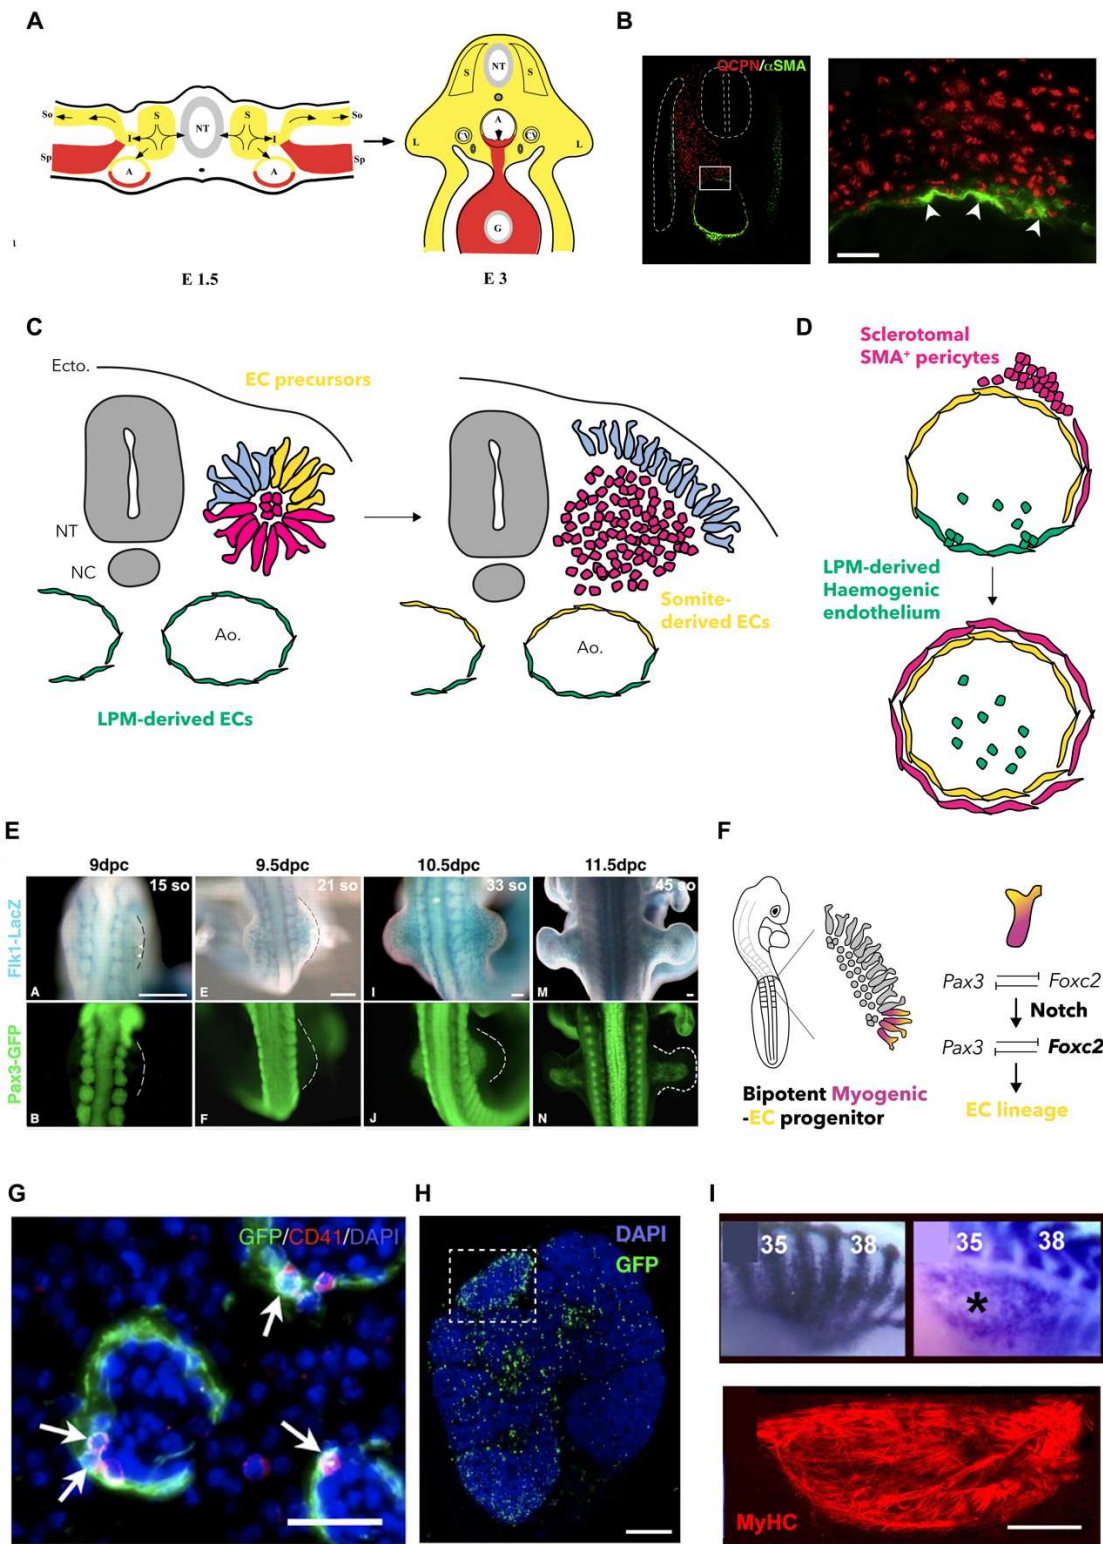 A
So
S
I
Sp
A
NT
S
I
So
Sp
A
E 1.5
NT
S
S
A
CV
CV
L
L
G
E 3
B
QCPN/αSMA
C
Ecto.
EC precursors
NT
NC
Ao.
LPM-derived ECs
Somite-
derived ECs
Ao.
D
Sclerotomal
SMA⁺ pericytes
LPM-derived
Haemogenic
endothelium
E
9dpc
9.5dpc
10.5dpc
11.5dpc
Flk1-LacZ
15 so
21 so
33 so
45 so
A
E
I
M
Pax3-GFP
B
F
J
N
F
Bipotent Myogenic
-EC progenitor
Pax3
Foxc2
Notch
Pax3
Foxc2
EC lineage
G
GFP/CD41/DAPI
H
DAPI
GFP
I
35 38
35 38
*
MyHC